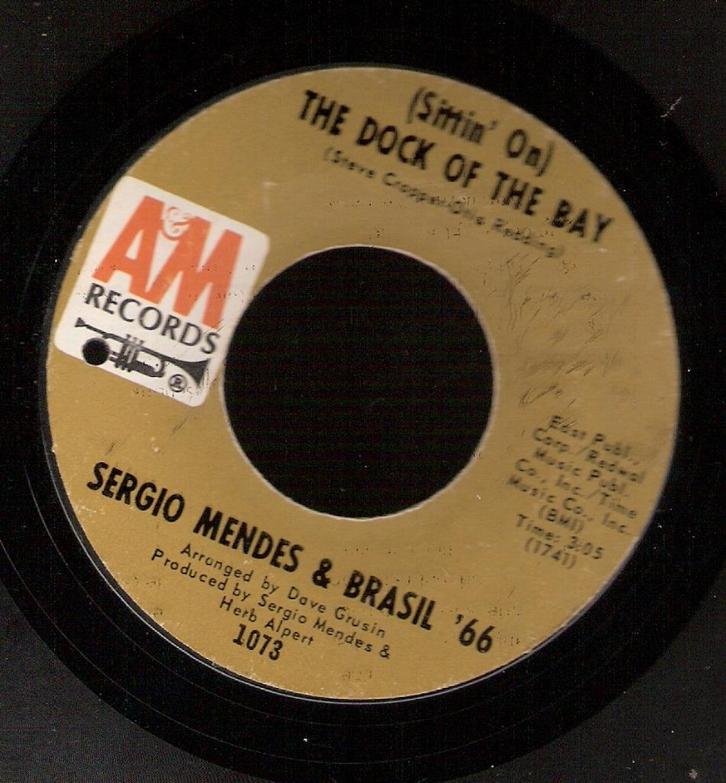 (Sittin' On)
THE DOCK OF THE BAY
(Steve Cropper-Otis Redding)
A&M
RECORDS
®
East Publ.
Corp./Redwal
Music Publ.
Co., Inc./Time
Music Co., Inc.
(BMI)
Time: 3:05
(1741)
SERGIO MENDES & BRASIL '66
Arranged by Dave Grusin
Produced by Sergio Mendes &
Herb Alpert
1073